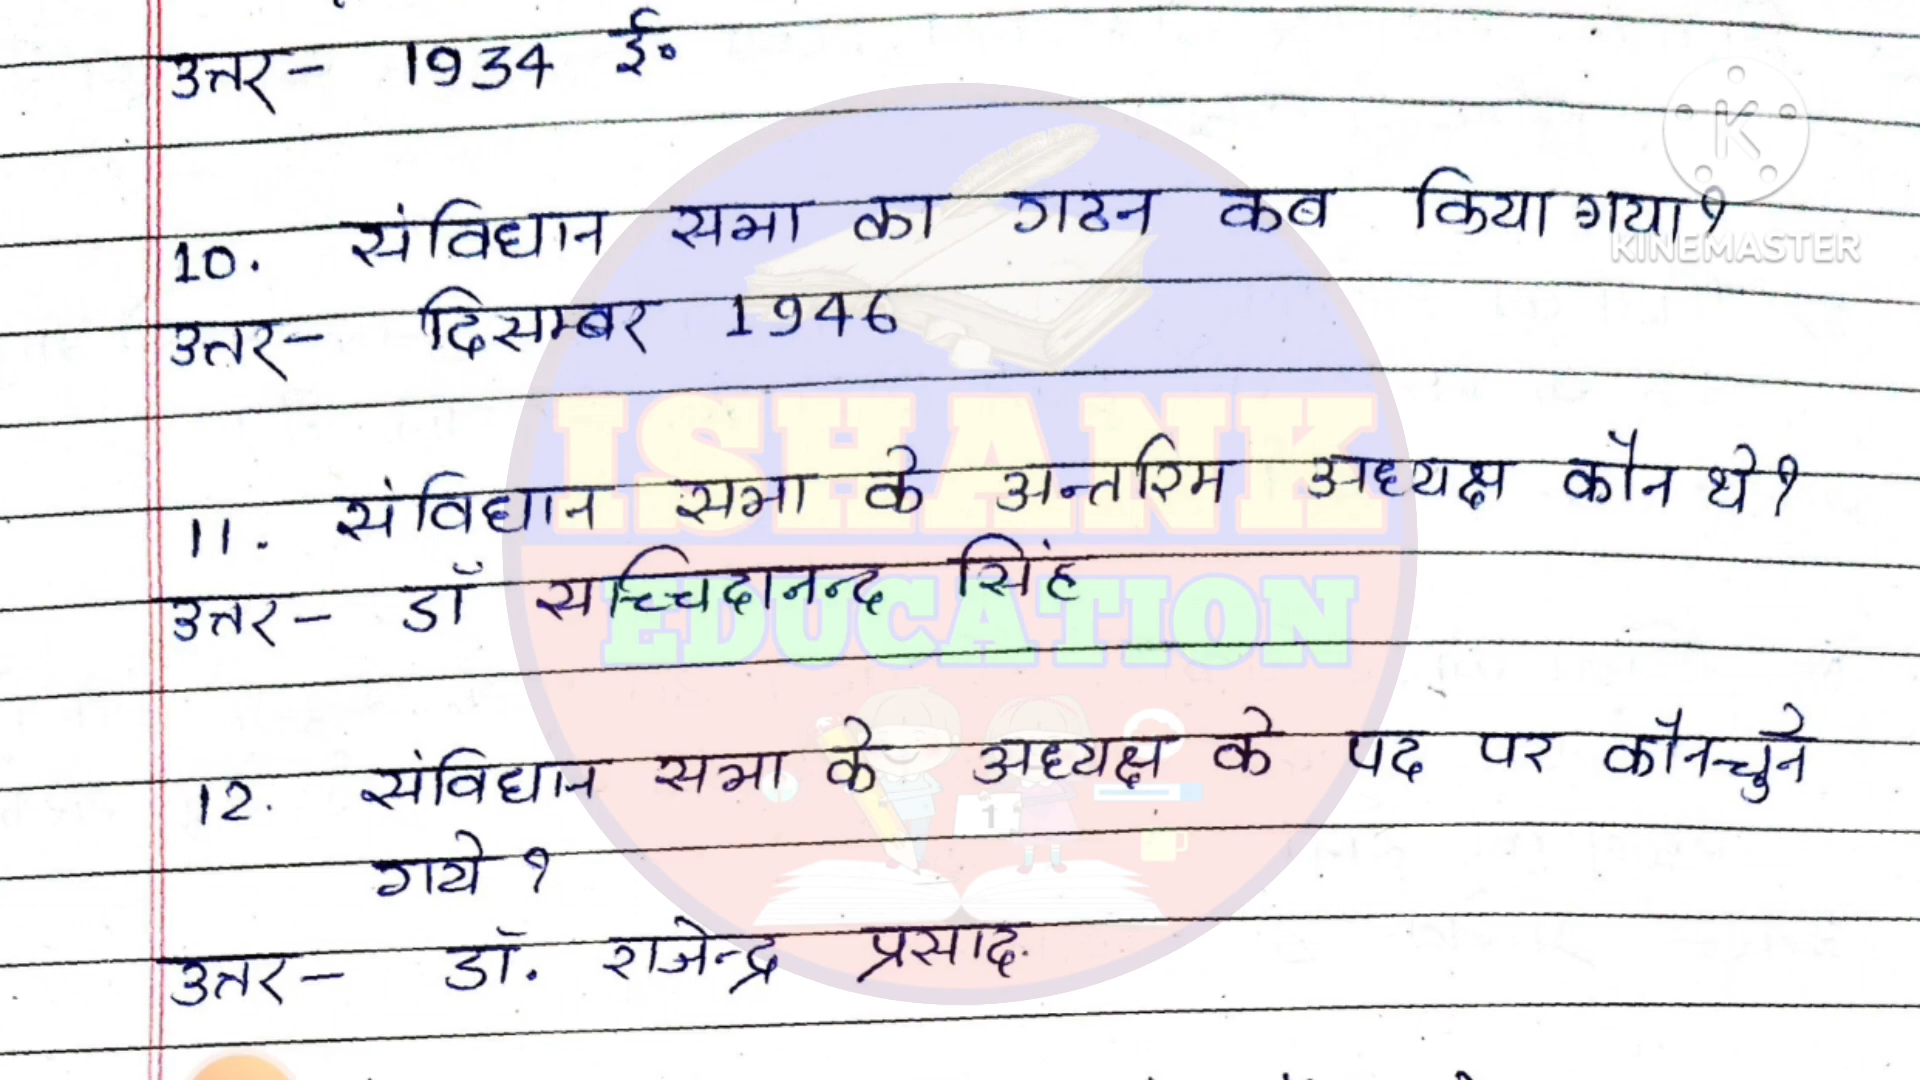 उत्तर- 1934 ई॰
10. संविधान सभा का गठन कब किया गया?
KINEMASTER
उत्तर- दिसम्बर 1946
ISHANK
11. संविधान सभा के अन्तरिम अध्यक्ष कौन थे?
उत्तर- डॉ सच्चिदानन्द सिंह
EDUCATION
12. संविधान सभा के अध्यक्ष के पद पर कौन चुने
गये?
उत्तर- डॉ. राजेन्द्र प्रसाद.